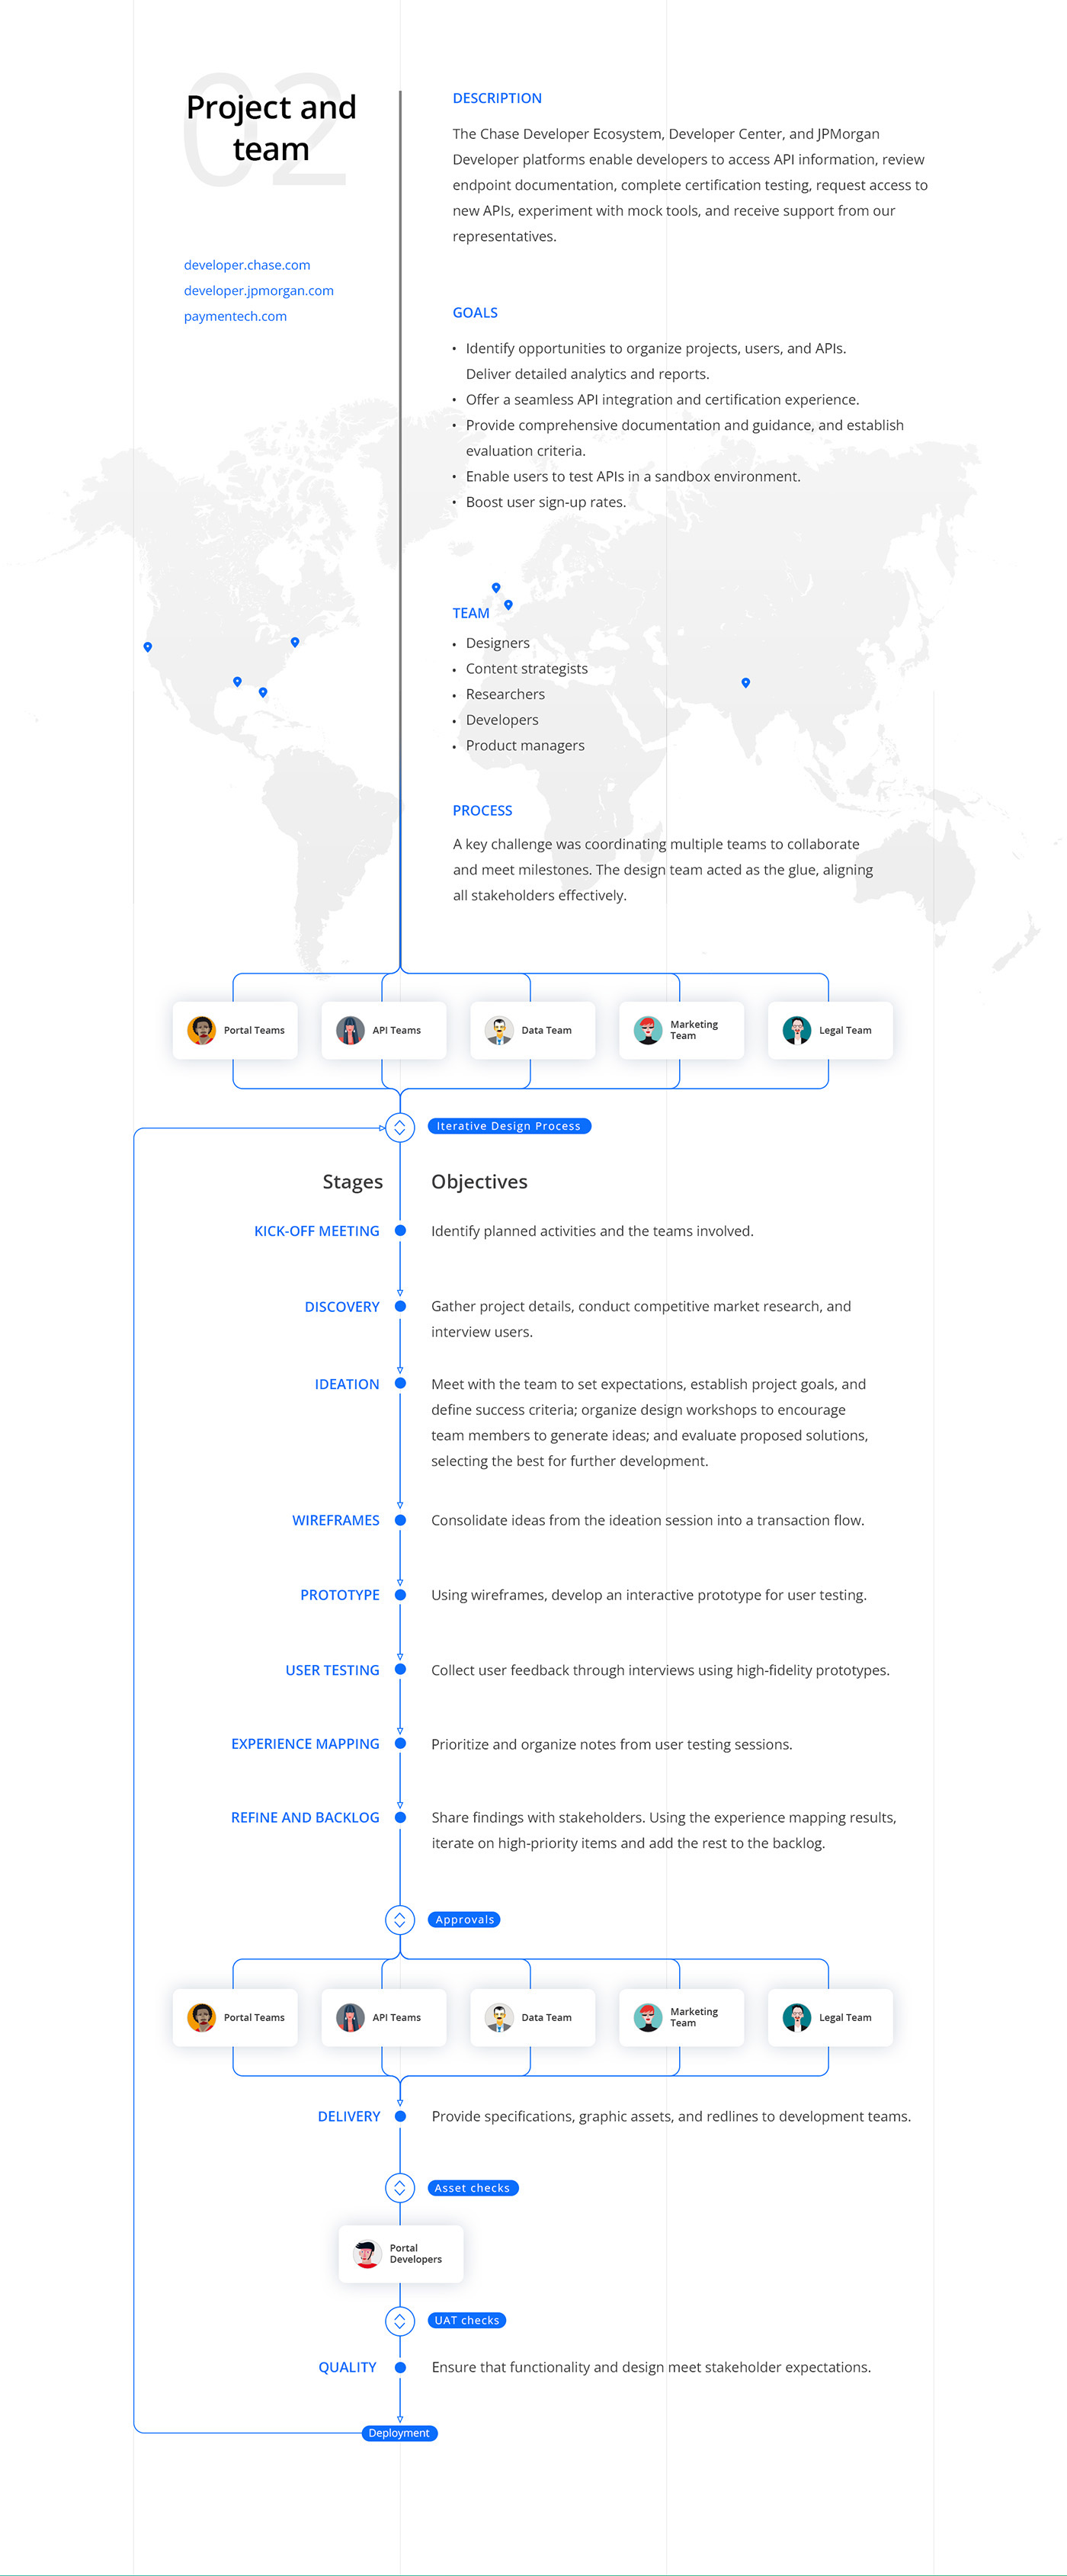 02
Project and
team
developer.chase.com
developer.jpmorgan.com
paymentech.com
DESCRIPTION
The Chase Developer Ecosystem, Developer Center, and JPMorgan
Developer platforms enable developers to access API information, review
endpoint documentation, complete certification testing, request access to
new APIs, experiment with mock tools, and receive support from our
representatives.
GOALS
• Identify opportunities to organize projects, users, and APIs.
Deliver detailed analytics and reports.
• Offer a seamless API integration and certification experience.
• Provide comprehensive documentation and guidance, and establish
evaluation criteria.
• Enable users to test APIs in a sandbox environment.
• Boost user sign-up rates.
TEAM
• Designers
• Content strategists
• Researchers
• Developers
• Product managers
PROCESS
A key challenge was coordinating multiple teams to collaborate
and meet milestones. The design team acted as the glue, aligning
all stakeholders effectively.
Portal Teams
API Teams
Data Team
Marketing
Team
Legal Team
Iterative Design Process
Stages
Objectives
KICK-OFF MEETING
Identify planned activities and the teams involved.
DISCOVERY
Gather project details, conduct competitive market research, and
interview users.
IDEATION
Meet with the team to set expectations, establish project goals, and
define success criteria; organize design workshops to encourage
team members to generate ideas; and evaluate proposed solutions,
selecting the best for further development.
WIREFRAMES
Consolidate ideas from the ideation session into a transaction flow.
PROTOTYPE
Using wireframes, develop an interactive prototype for user testing.
USER TESTING
Collect user feedback through interviews using high-fidelity prototypes.
EXPERIENCE MAPPING
Prioritize and organize notes from user testing sessions.
REFINE AND BACKLOG
Share findings with stakeholders. Using the experience mapping results,
iterate on high-priority items and add the rest to the backlog.
Approvals
Portal Teams
API Teams
Data Team
Marketing
Team
Legal Team
DELIVERY
Provide specifications, graphic assets, and redlines to development teams.
Asset checks
Portal
Developers
UAT checks
QUALITY
Ensure that functionality and design meet stakeholder expectations.
Deployment